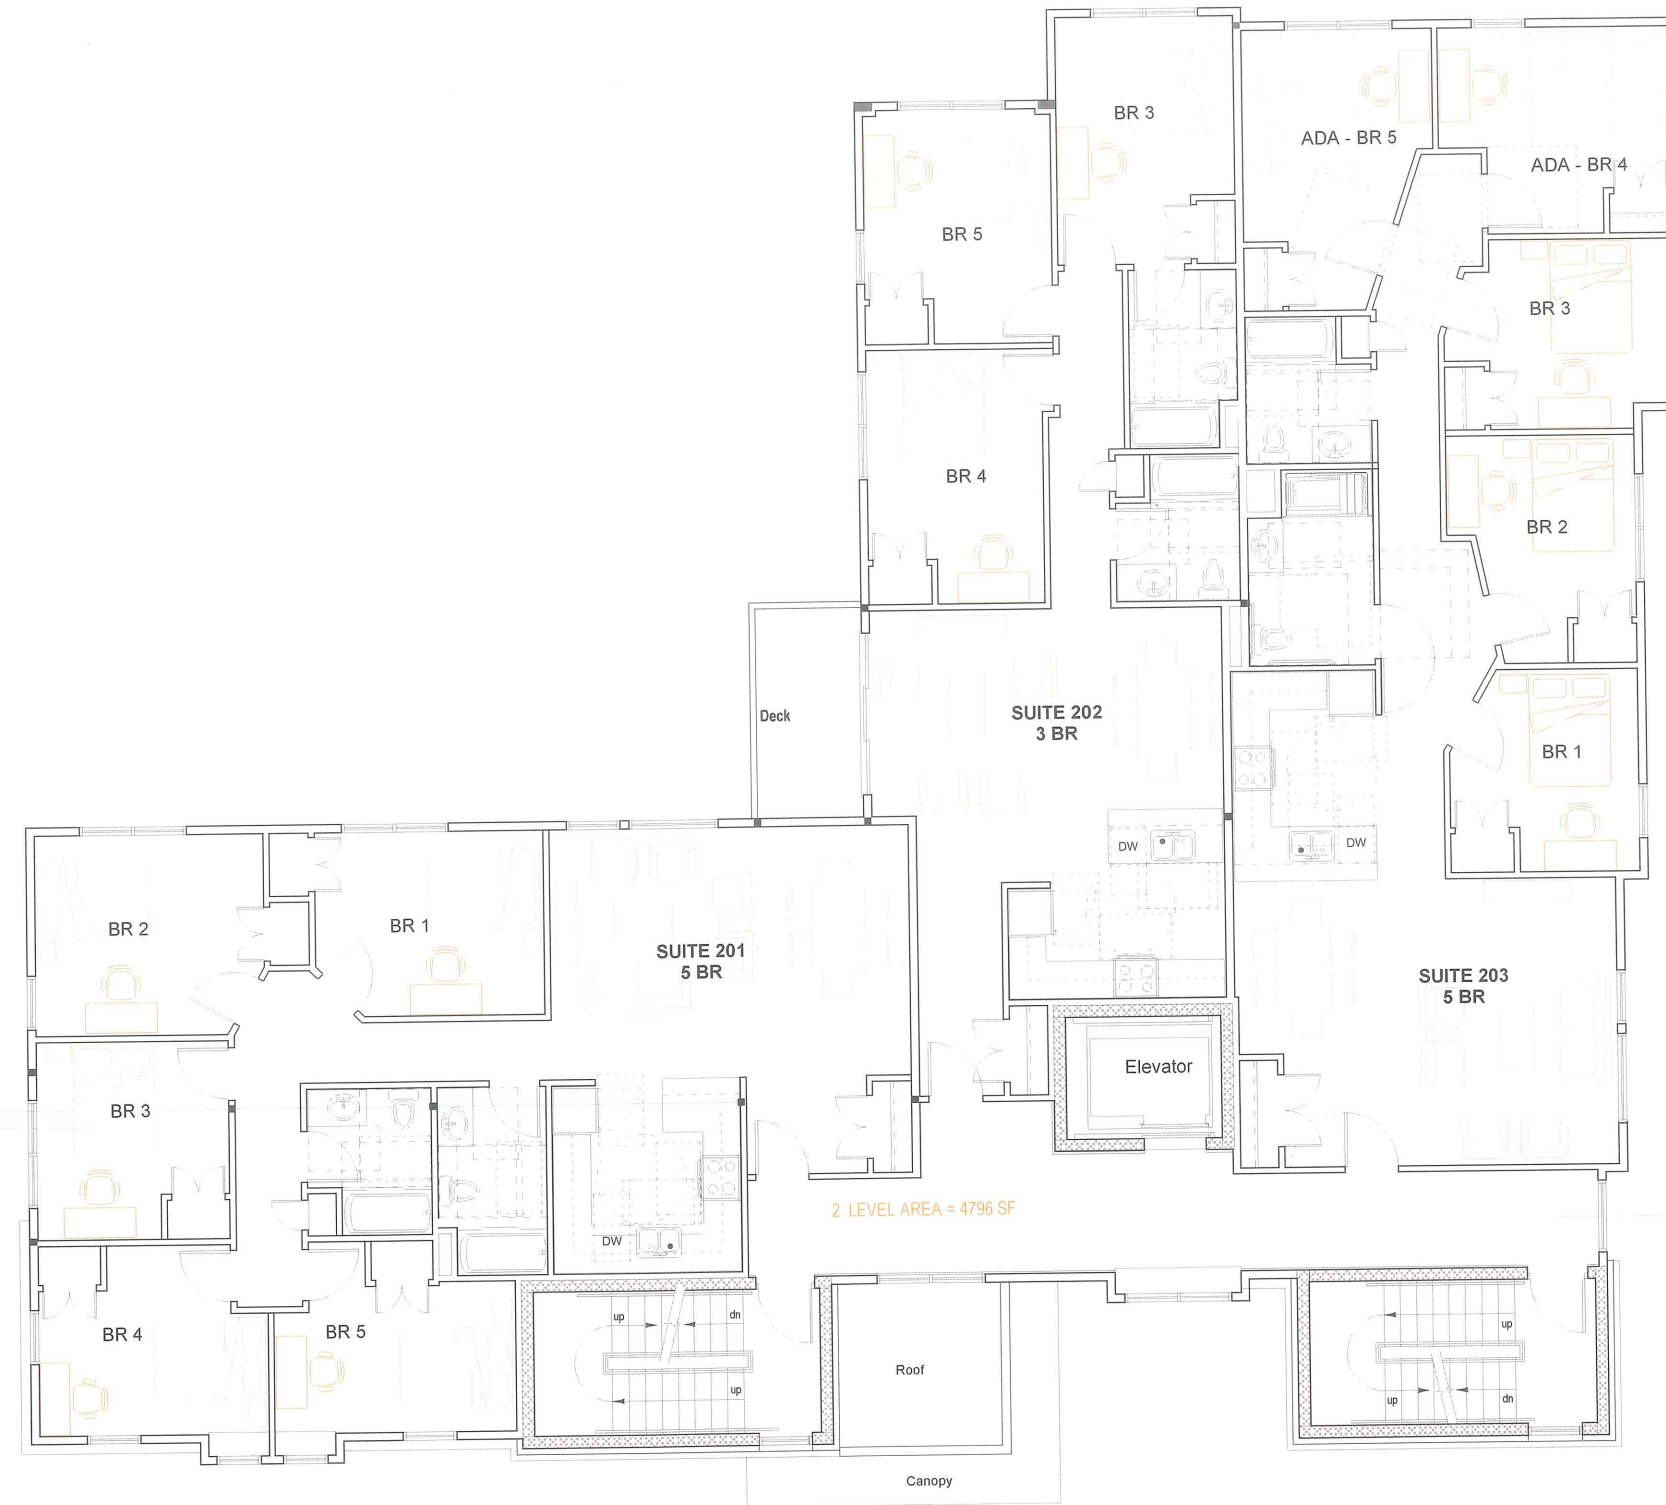 BR 3
ADA - BR 5
ADA - BR 4
BR 5
BR 3
BR 4
BR 2
Deck
SUITE 202
3 BR
BR 1
DW
DW
BR 2
BR 1
SUITE 201
5 BR
SUITE 203
5 BR
Elevator
BR 3
2 LEVEL AREA = 4796 SF
DW
BR 4
BR 5
up
dn
up
up
up
dn
Roof
Canopy